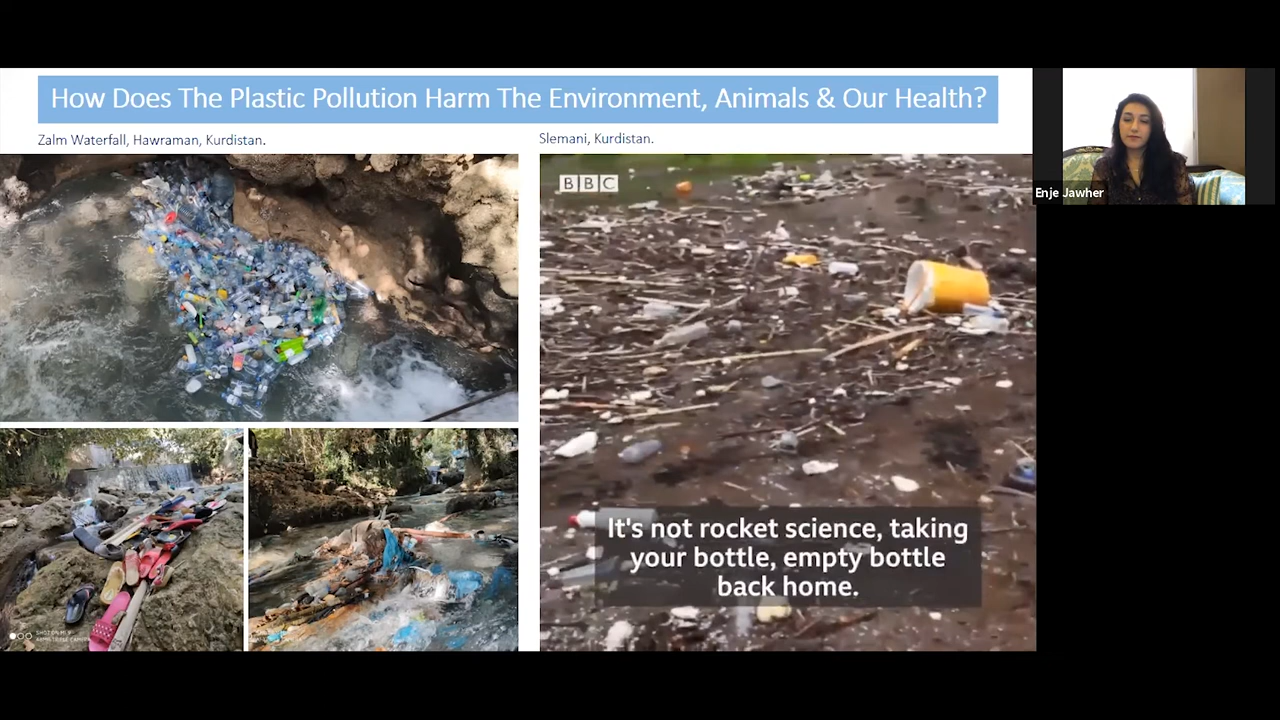 How Does The Plastic Pollution Harm The Environment, Animals & Our Health?
Zalm Waterfall, Hawraman, Kurdistan.
Slemani, Kurdistan.
Enje Jawher
BBC
It's not rocket science, taking
your bottle, empty bottle
back home.